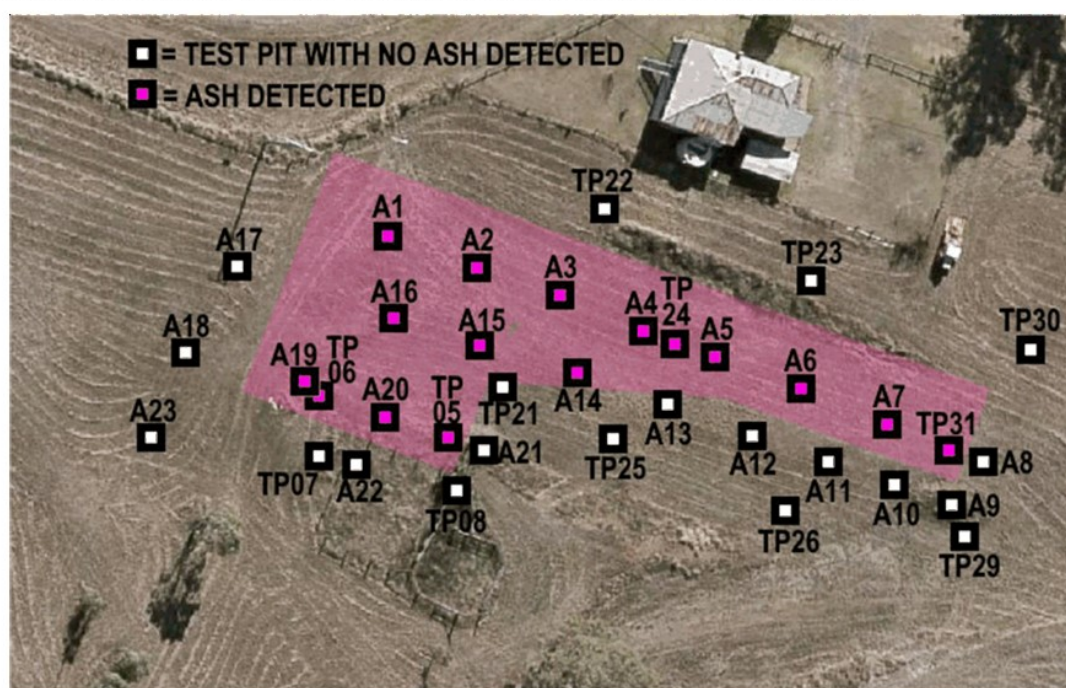 = TEST PIT WITH NO ASH DETECTED
= ASH DETECTED
TP22
A1
A17
A2
TP23
A3
A16
A4
TP
24
A15
A5
TP30
A18
A19
TP
06
A6
A20
TP
05
TP21
A14
A7
A23
A13
TP31
A21
TP25
A12
A8
TP07
A22
A11
TP08
A10
A9
TP26
TP29